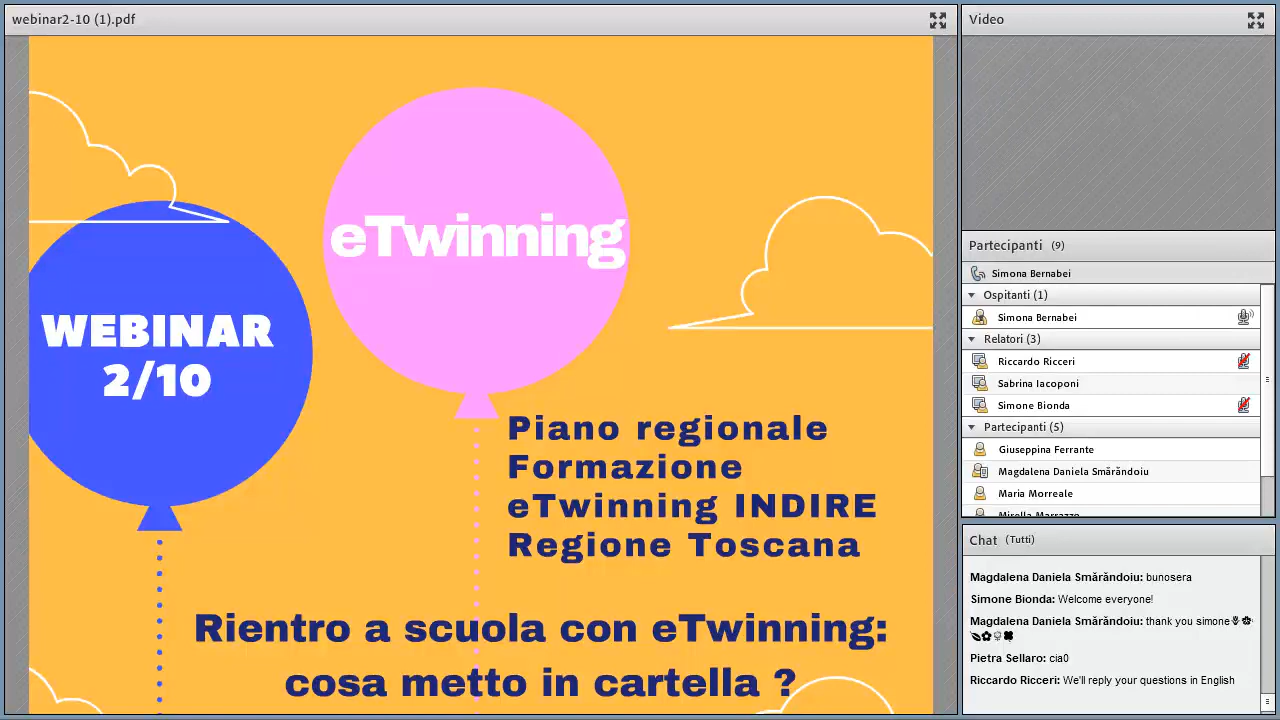 webinar2-10 (1).pdf
eTwinning
WEBINAR
2/10
Piano regionale
Formazione
eTwinning INDIRE
Regione Toscana
Rientro a scuola con eTwinning:
cosa metto in cartella ?
Video
Partecipanti (9)
Simona Bernabei
Ospitanti (1)
Simona Bernabei
Relatori (3)
Riccardo Ricceri
Sabrina Iacoponi
Simone Bionda
Partecipanti (5)
Giuseppina Ferrante
Magdalena Daniela Smărăndoiu
Maria Morreale
Mirella Marrazzo
Chat (Tutti)
Magdalena Daniela Smărăndoiu: bunosera
Simone Bionda: Welcome everyone!
Magdalena Daniela Smărăndoiu: thank you simone
Pietra Sellaro: cia0
Riccardo Ricceri: We'll reply your questions in English